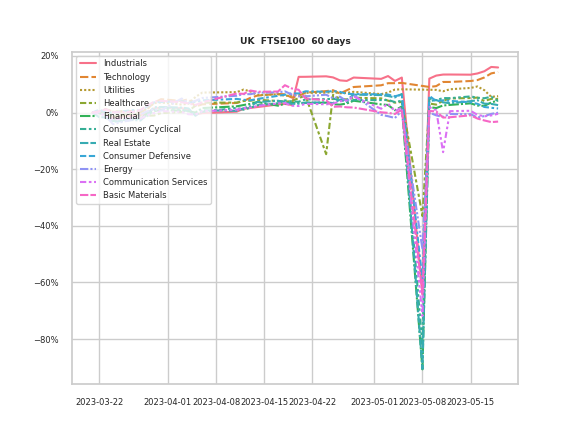 UK FTSE100 60 days
20%
0%
−20%
−40%
−60%
−80%
Industrials
Technology
Utilities
Healthcare
Financial
Consumer Cyclical
Real Estate
Consumer Defensive
Energy
Communication Services
Basic Materials
2023-03-22 2023-04-01 2023-04-08 2023-04-15 2023-04-22 2023-05-01 2023-05-08 2023-05-15